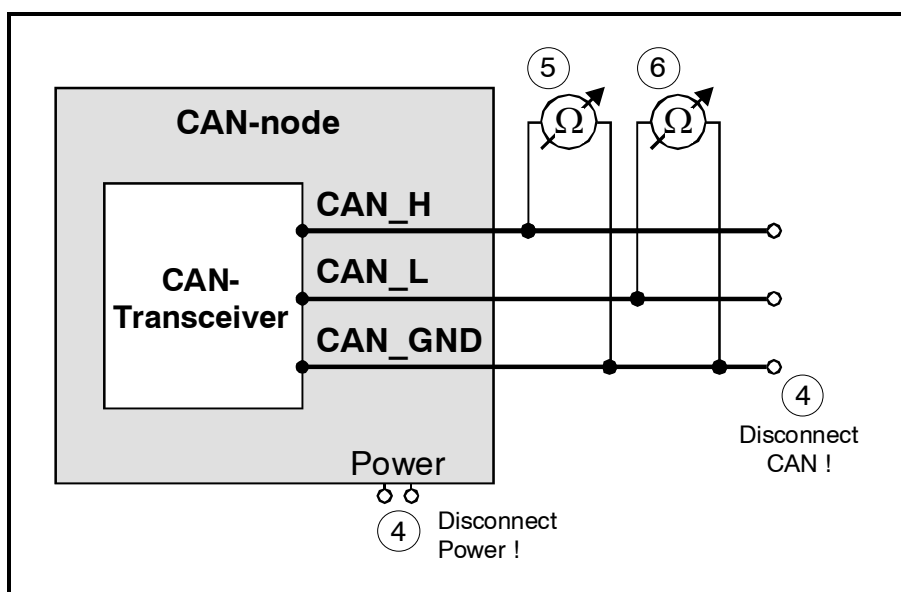 5
6
Ω
Ω
CAN-node
CAN_H
CAN-
Transceiver
CAN_L
CAN_GND
4
Disconnect
CAN !
Power
4
Disconnect
Power !